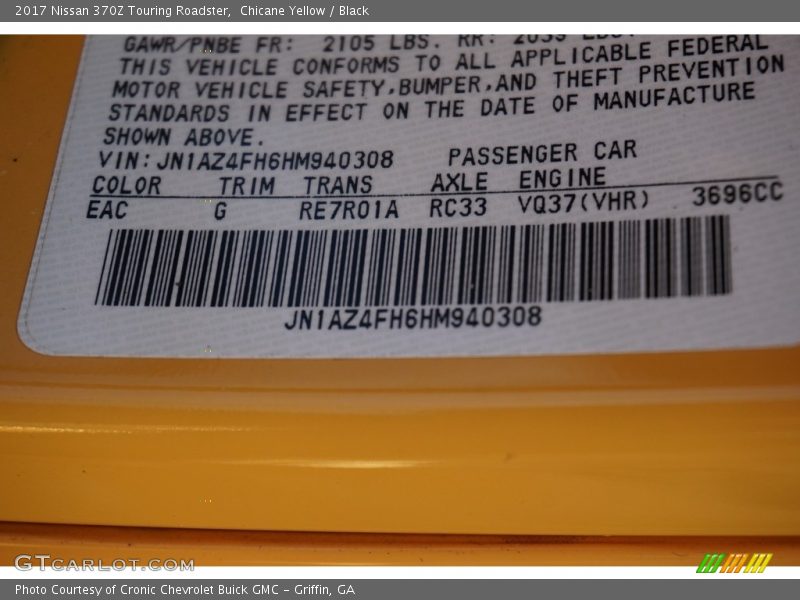 2017 Nissan 370Z Touring Roadster,  Chicane Yellow / Black
GAWR/PNBE FR: 2105 LBS. RR:
THIS VEHICLE CONFORMS TO ALL APPLICABLE FEDERAL
MOTOR VEHICLE SAFETY,BUMPER,AND THEFT PREVENTION
STANDARDS IN EFFECT ON THE DATE OF MANUFACTURE
SHOWN ABOVE.
VIN:JN1AZ4FH6HM940308 PASSENGER CAR
COLOR TRIM TRANS AXLE ENGINE
EAC G RE7R01A RC33 VQ37(VHR) 3696CC
JN1AZ4FH6HM940308
GTCARLOT.COM
Photo Courtesy of Cronic Chevrolet Buick GMC – Griffin, GA